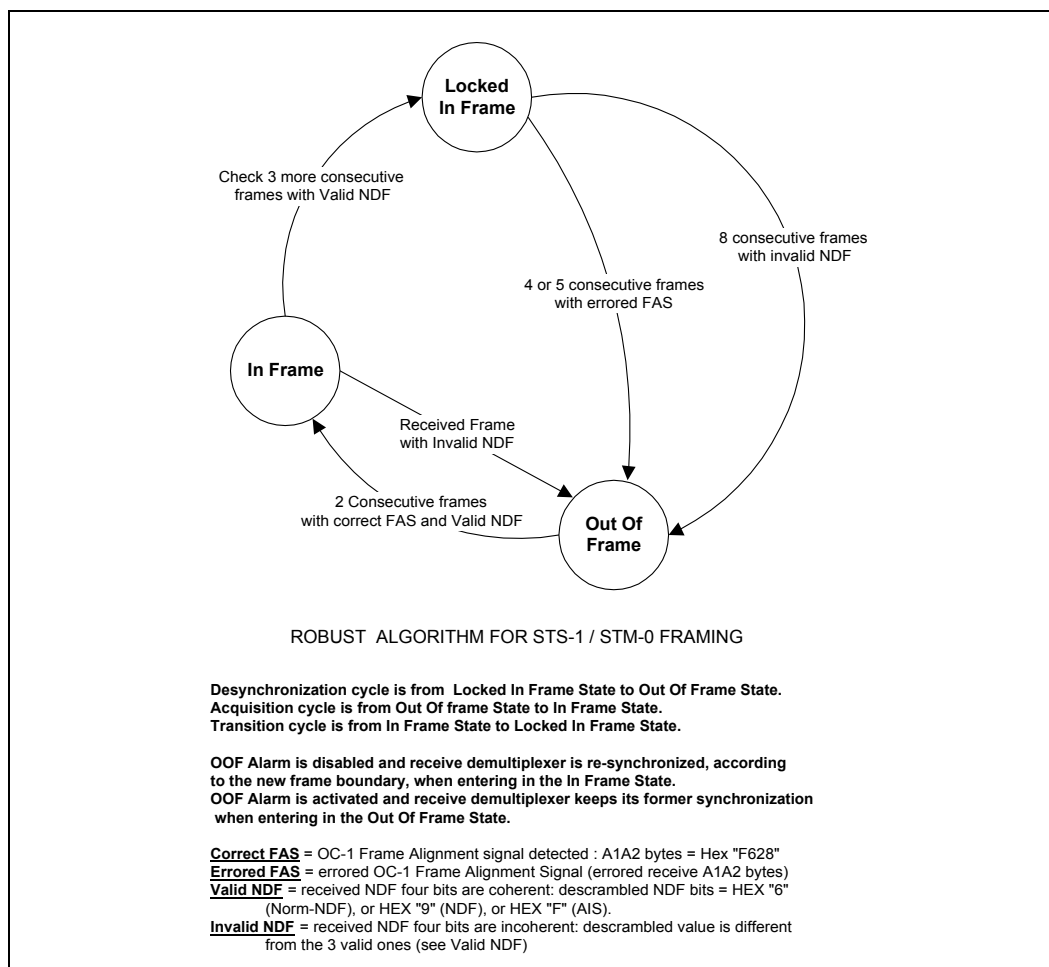 Locked
In Frame
Check 3 more consecutive
frames with Valid NDF
8 consecutive frames
with invalid NDF
4 or 5 consecutive frames
with errored FAS
In Frame
Received Frame
with Invalid NDF
2 Consecutive frames
with correct FAS and Valid NDF
Out Of
Frame
ROBUST ALGORITHM FOR STS-1 / STM-0 FRAMING
Desynchronization cycle is from Locked In Frame State to Out Of Frame State.
Acquisition cycle is from Out Of frame State to In Frame State.
Transition cycle is from In Frame State to Locked In Frame State.
OOF Alarm is disabled and receive demultiplexer is re-synchronized, according
to the new frame boundary, when entering in the In Frame State.
OOF Alarm is activated and receive demultiplexer keeps its former synchronization
when entering in the Out Of Frame State.
Correct FAS = OC-1 Frame Alignment signal detected : A1A2 bytes = Hex "F628"
Errored FAS = errored OC-1 Frame Alignment Signal (errored receive A1A2 bytes)
Valid NDF = received NDF four bits are coherent: descrambled NDF bits = HEX "6"
(Norm-NDF), or HEX "9" (NDF), or HEX "F" (AIS).
Invalid NDF = received NDF four bits are incoherent: descrambled value is different
from the 3 valid ones (see Valid NDF)